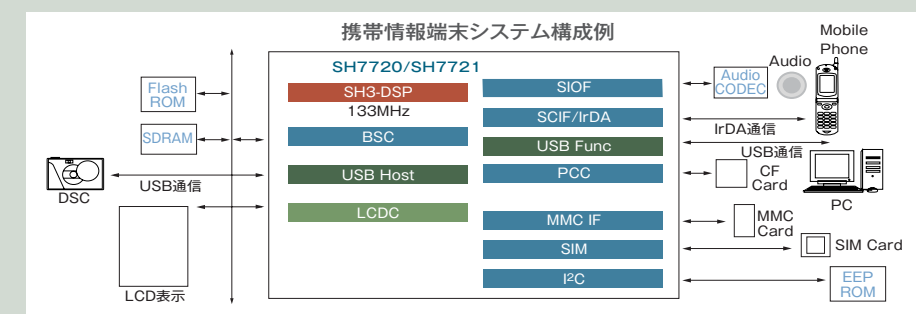 携帯情報端末システム構成例
SH7720/SH7721
SH3-DSP
133MHz
BSC
USB Host
LCDC
SIOF
SCIF/IrDA
USB Func
PCC
MMC IF
SIM
I²C
Flash
ROM
SDRAM
DSC
USB通信
LCD表示
Audio
CODEC
Audio
Mobile
Phone
IrDA通信
USB通信
CF
Card
PC
MMC
Card
SIM Card
EEP
ROM